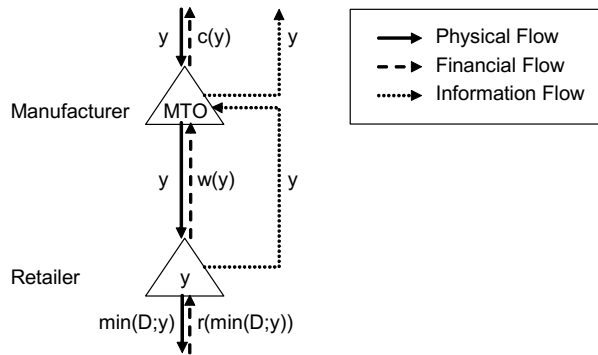 y
c(y)
y
Manufacturer
MTO
y
w(y)
y
Retailer
y
min(D;y)
r(min(D;y))
Physical Flow
Financial Flow
Information Flow